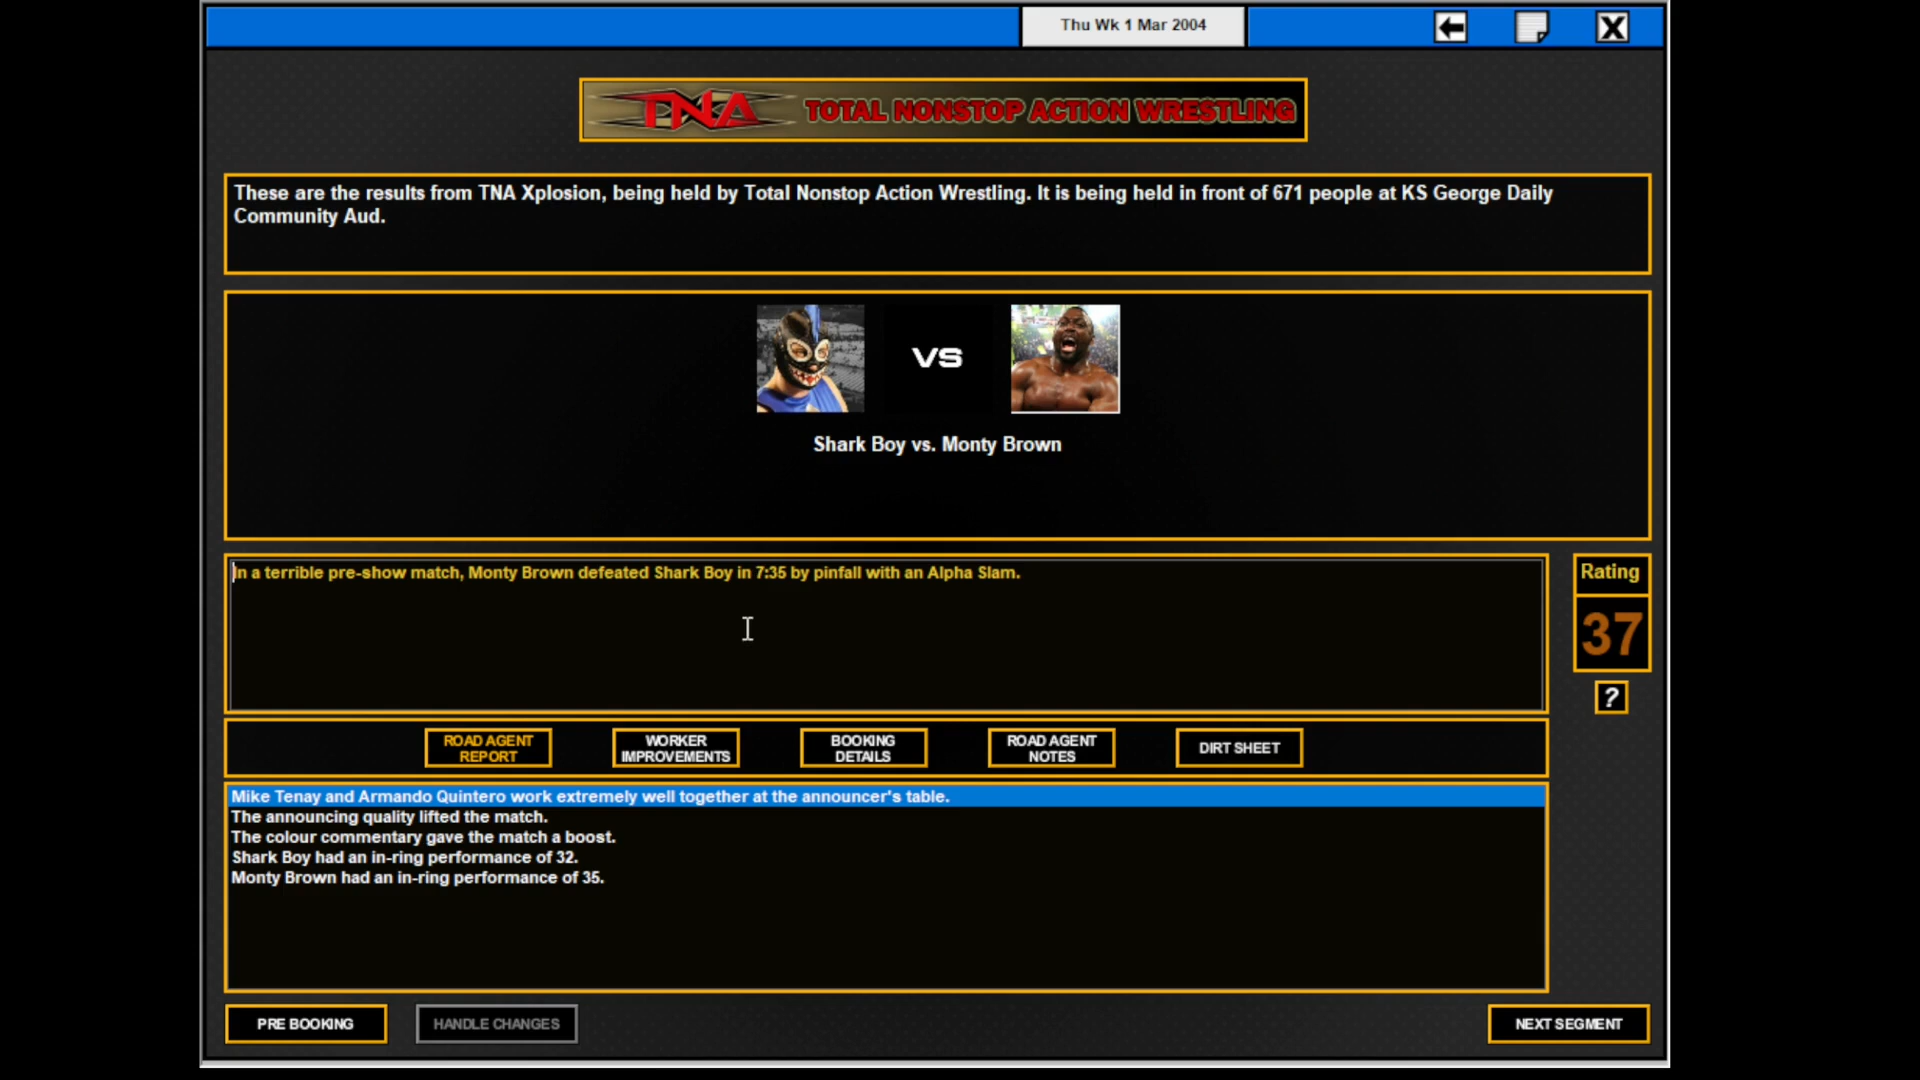 Thu Wk 1 Mar 2004
TNA TOTAL NONSTOP ACTION WRESTLING
These are the results from TNA Xplosion, being held by Total Nonstop Action Wrestling. It is being held in front of 671 people at KS George Daily
Community Aud.
VS
Shark Boy vs. Monty Brown
In a terrible pre-show match, Monty Brown defeated Shark Boy in 7:35 by pinfall with an Alpha Slam.
Rating
37
?
ROAD AGENT
REPORT
WORKER
IMPROVEMENTS
BOOKING
DETAILS
ROAD AGENT
NOTES
DIRT SHEET
Mike Tenay and Armando Quintero work extremely well together at the announcer's table.
The announcing quality lifted the match.
The colour commentary gave the match a boost.
Shark Boy had an in-ring performance of 32.
Monty Brown had an in-ring performance of 35.
PRE BOOKING
HANDLE CHANGES
NEXT SEGMENT